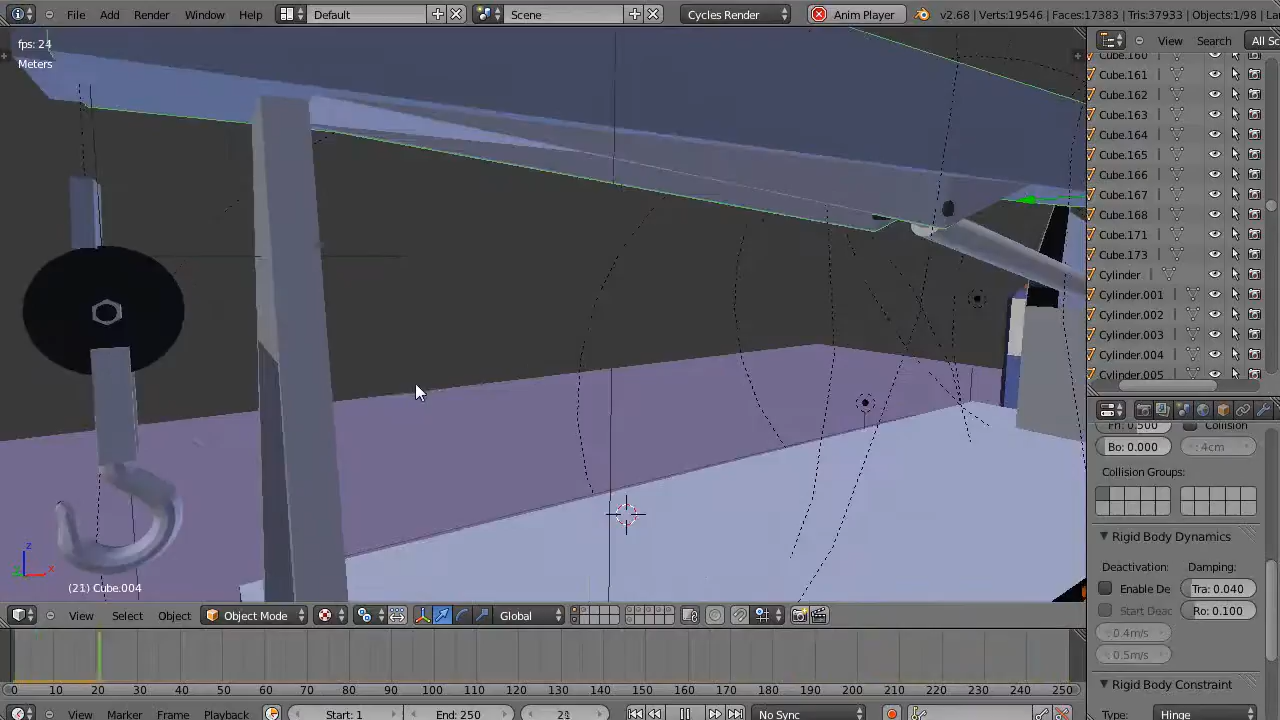 File Add Render Window Help Default Scene Cycles Render Anim Player v2.68 | Verts:19546 | Faces:17383 | Tris:37933 | Objects:1/98 | La
fps: 24
Meters
View Search All Sc
Cube.160
Cube.161
Cube.162
Cube.163
Cube.164
Cube.165
Cube.166
Cube.167
Cube.168
Cube.171
Cube.173
Cylinder
Cylinder.001
Cylinder.002
Cylinder.003
Cylinder.004
Cylinder.005
Fri: 0.500 Collision
Bo: 0.000 : 4cm
Collision Groups:
Rigid Body Dynamics
Deactivation: Damping:
Enable De Tra: 0.040
Start Deac Ro: 0.100
0.4m/s
0.5m/s
Rigid Body Constraint
Type: Hinge
z
x
(21) Cube.004
View Select Object Object Mode Global
0 10 20 30 40 50 60 70 80 90 100 110 120 130 140 150 160 170 180 190 200 210 220 230 240 250
View Marker Frame Playback Start: 1 End: 250 No Sync